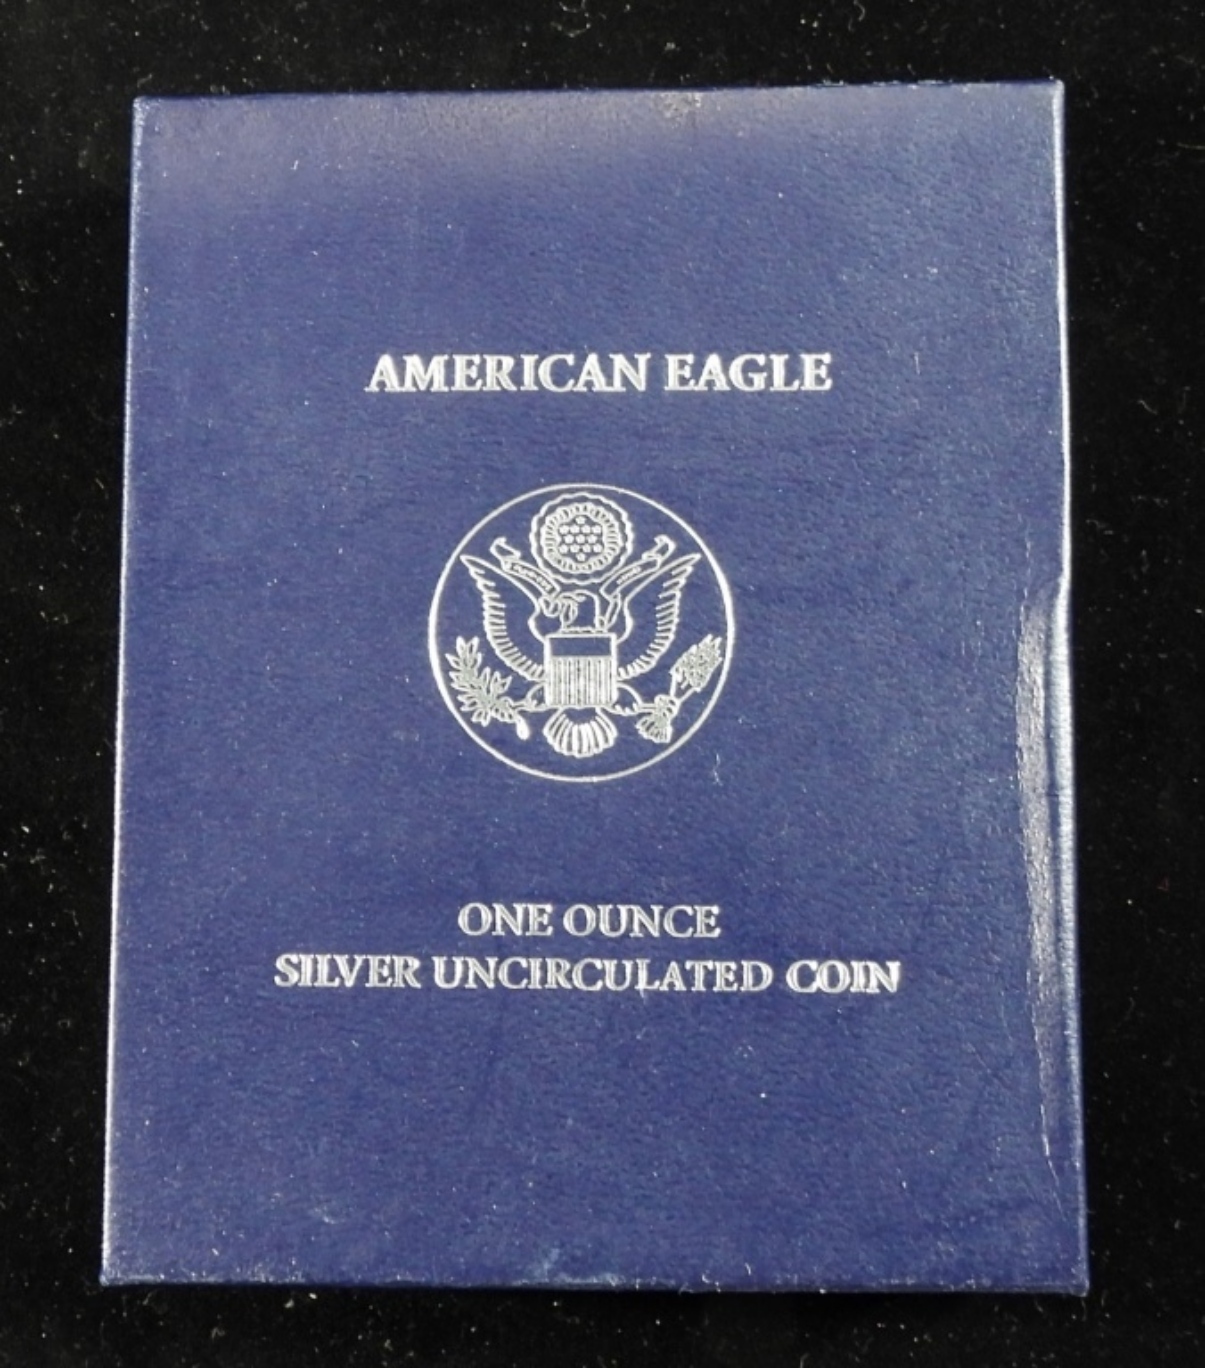 AMERICAN EAGLE
ONE OUNCE
SILVER UNCIRCULATED COIN